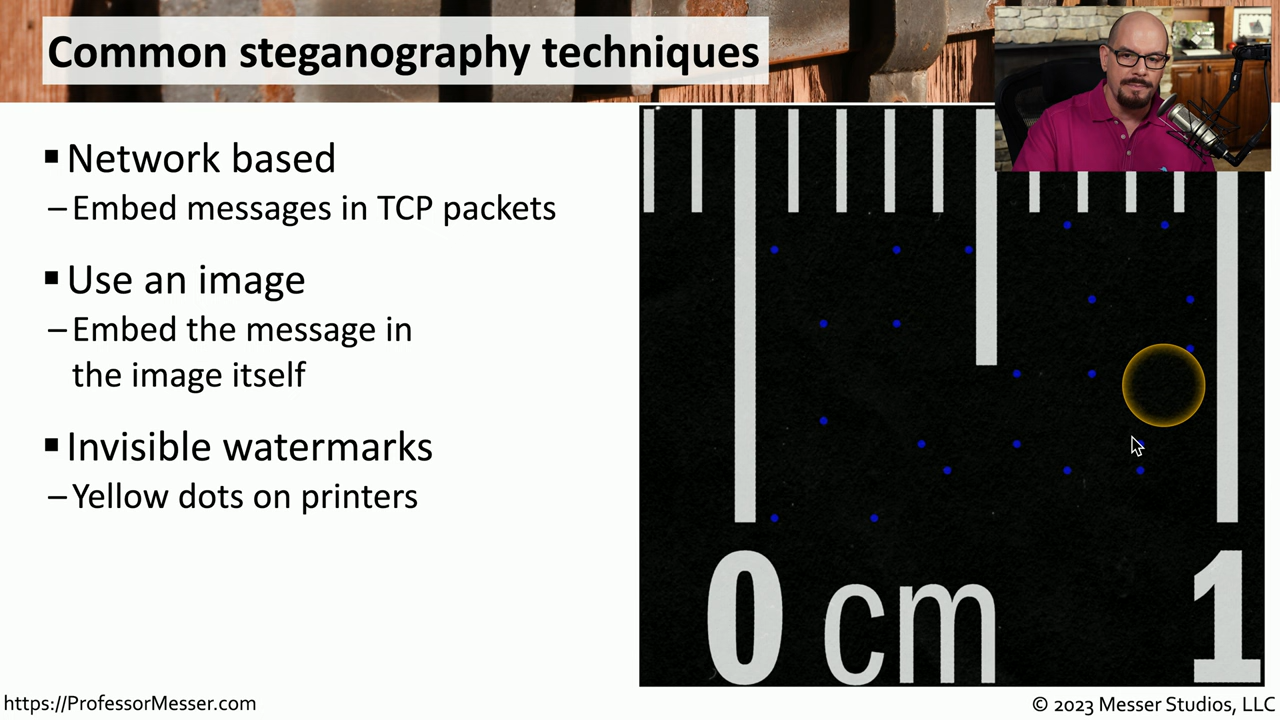 Common steganography techniques
▪ Network based
– Embed messages in TCP packets
▪ Use an image
– Embed the message in
the image itself
▪ Invisible watermarks
– Yellow dots on printers
0 cm 1
https://ProfessorMesser.com
© 2023 Messer Studios, LLC